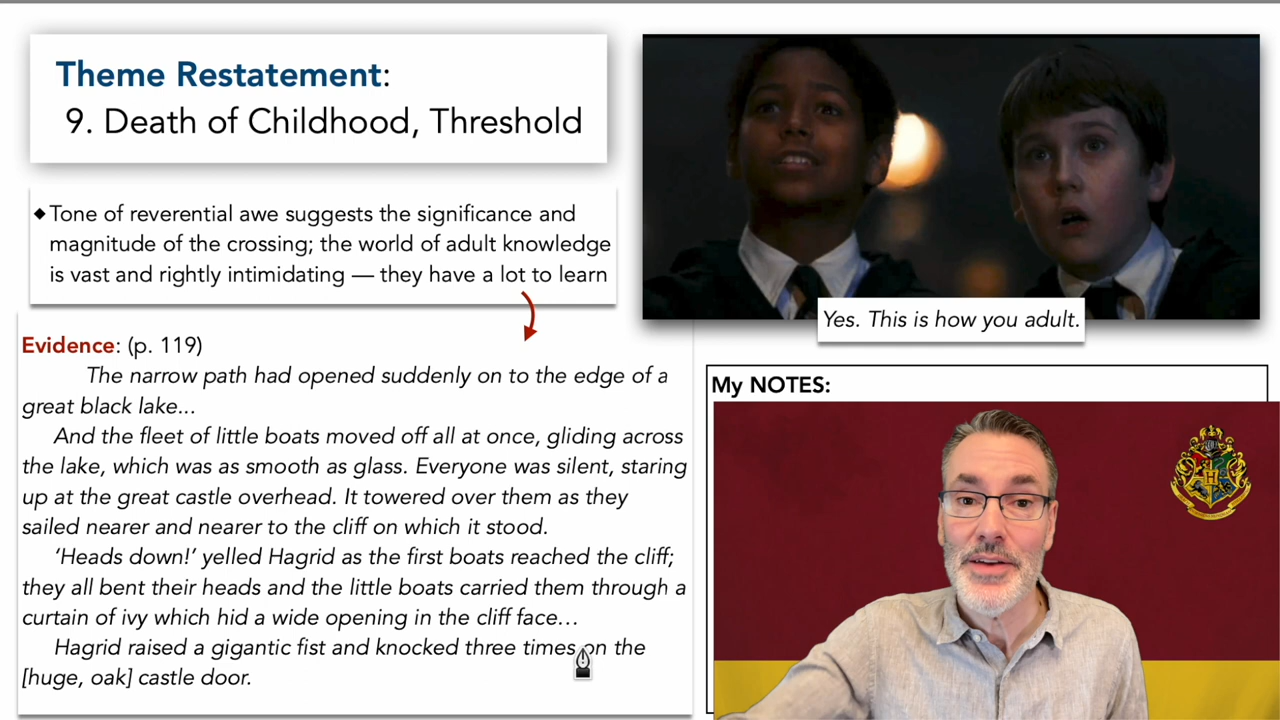 Theme Restatement:
9. Death of Childhood, Threshold
◆ Tone of reverential awe suggests the significance and
magnitude of the crossing; the world of adult knowledge
is vast and rightly intimidating — they have a lot to learn
Evidence: (p. 119)
The narrow path had opened suddenly on to the edge of a
great black lake...
And the fleet of little boats moved off all at once, gliding across
the lake, which was as smooth as glass. Everyone was silent, staring
up at the great castle overhead. It towered over them as they
sailed nearer and nearer to the cliff on which it stood.
‘Heads down!’ yelled Hagrid as the first boats reached the cliff;
they all bent their heads and the little boats carried them through a
curtain of ivy which hid a wide opening in the cliff face…
Hagrid raised a gigantic fist and knocked three times on the
[huge, oak] castle door.
Yes. This is how you adult.
My NOTES:
H